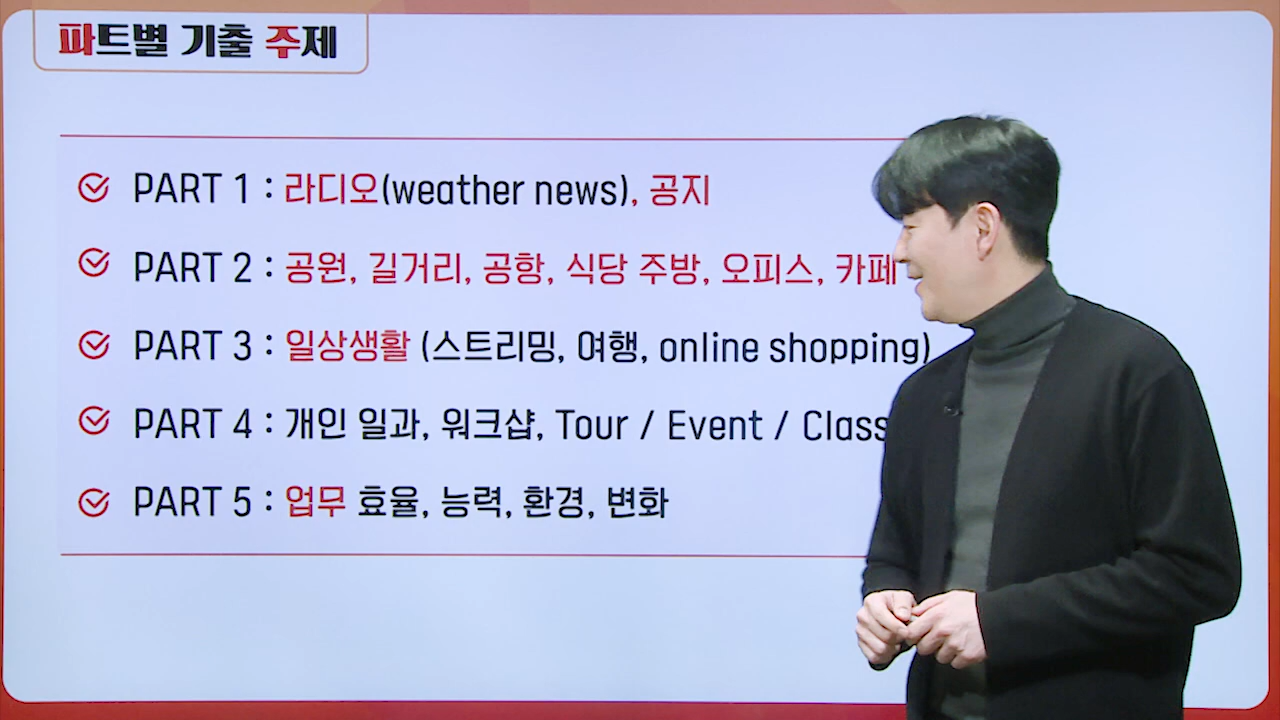 파트별 기출 주제
PART 1 : 라디오(weather news), 공지
PART 2 : 공원, 길거리, 공항, 식당 주방, 오피스, 카페
PART 3 : 일상생활 (스트리밍, 여행, online shopping)
PART 4 : 개인 일과, 워크샵, Tour / Event / Class
PART 5 : 업무 효율, 능력, 환경, 변화